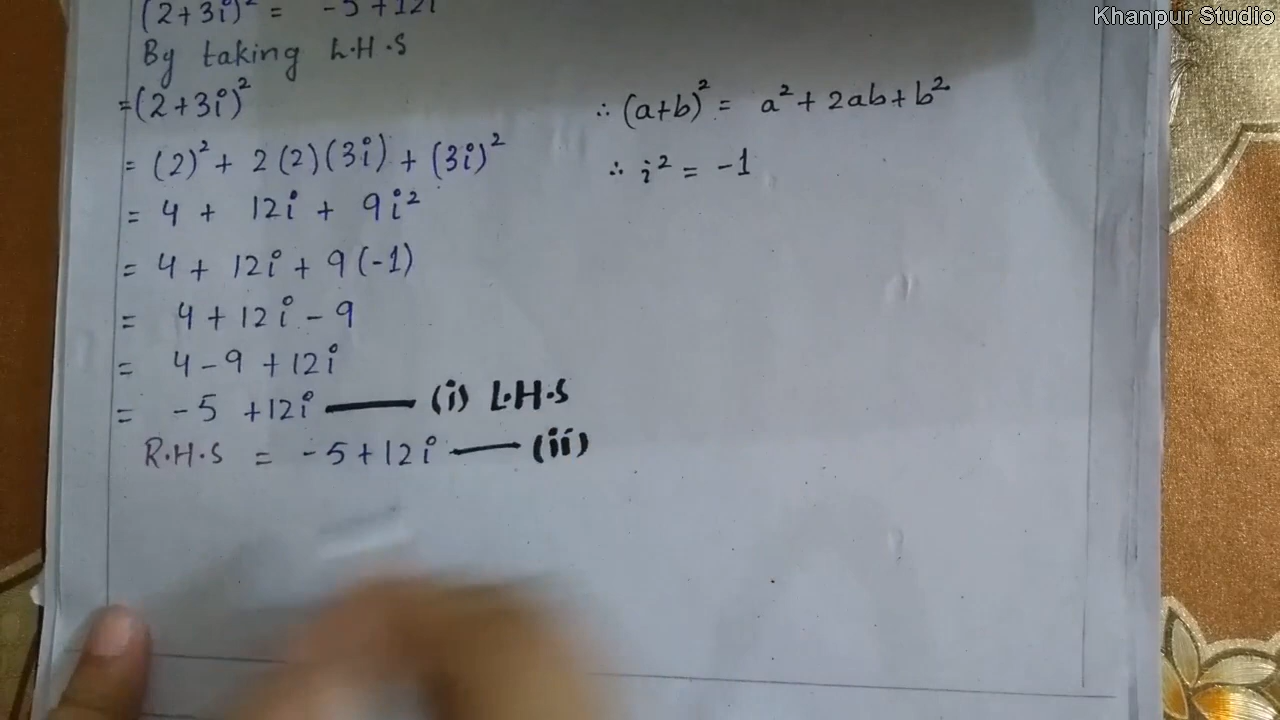 Khanpur Studio
(2+3i)² = -5+12i
By taking L.H.S
=(2+3i)²
∴ (a+b)² = a² + 2ab + b²
= (2)² + 2(2)(3i) + (3i)²
∴ i² = -1
= 4 + 12i + 9i²
= 4 + 12i + 9(-1)
= 4 + 12i - 9
= 4 - 9 + 12i
= -5 + 12i —— (i) L.H.S
R.H.S = -5 + 12i —— (ii)